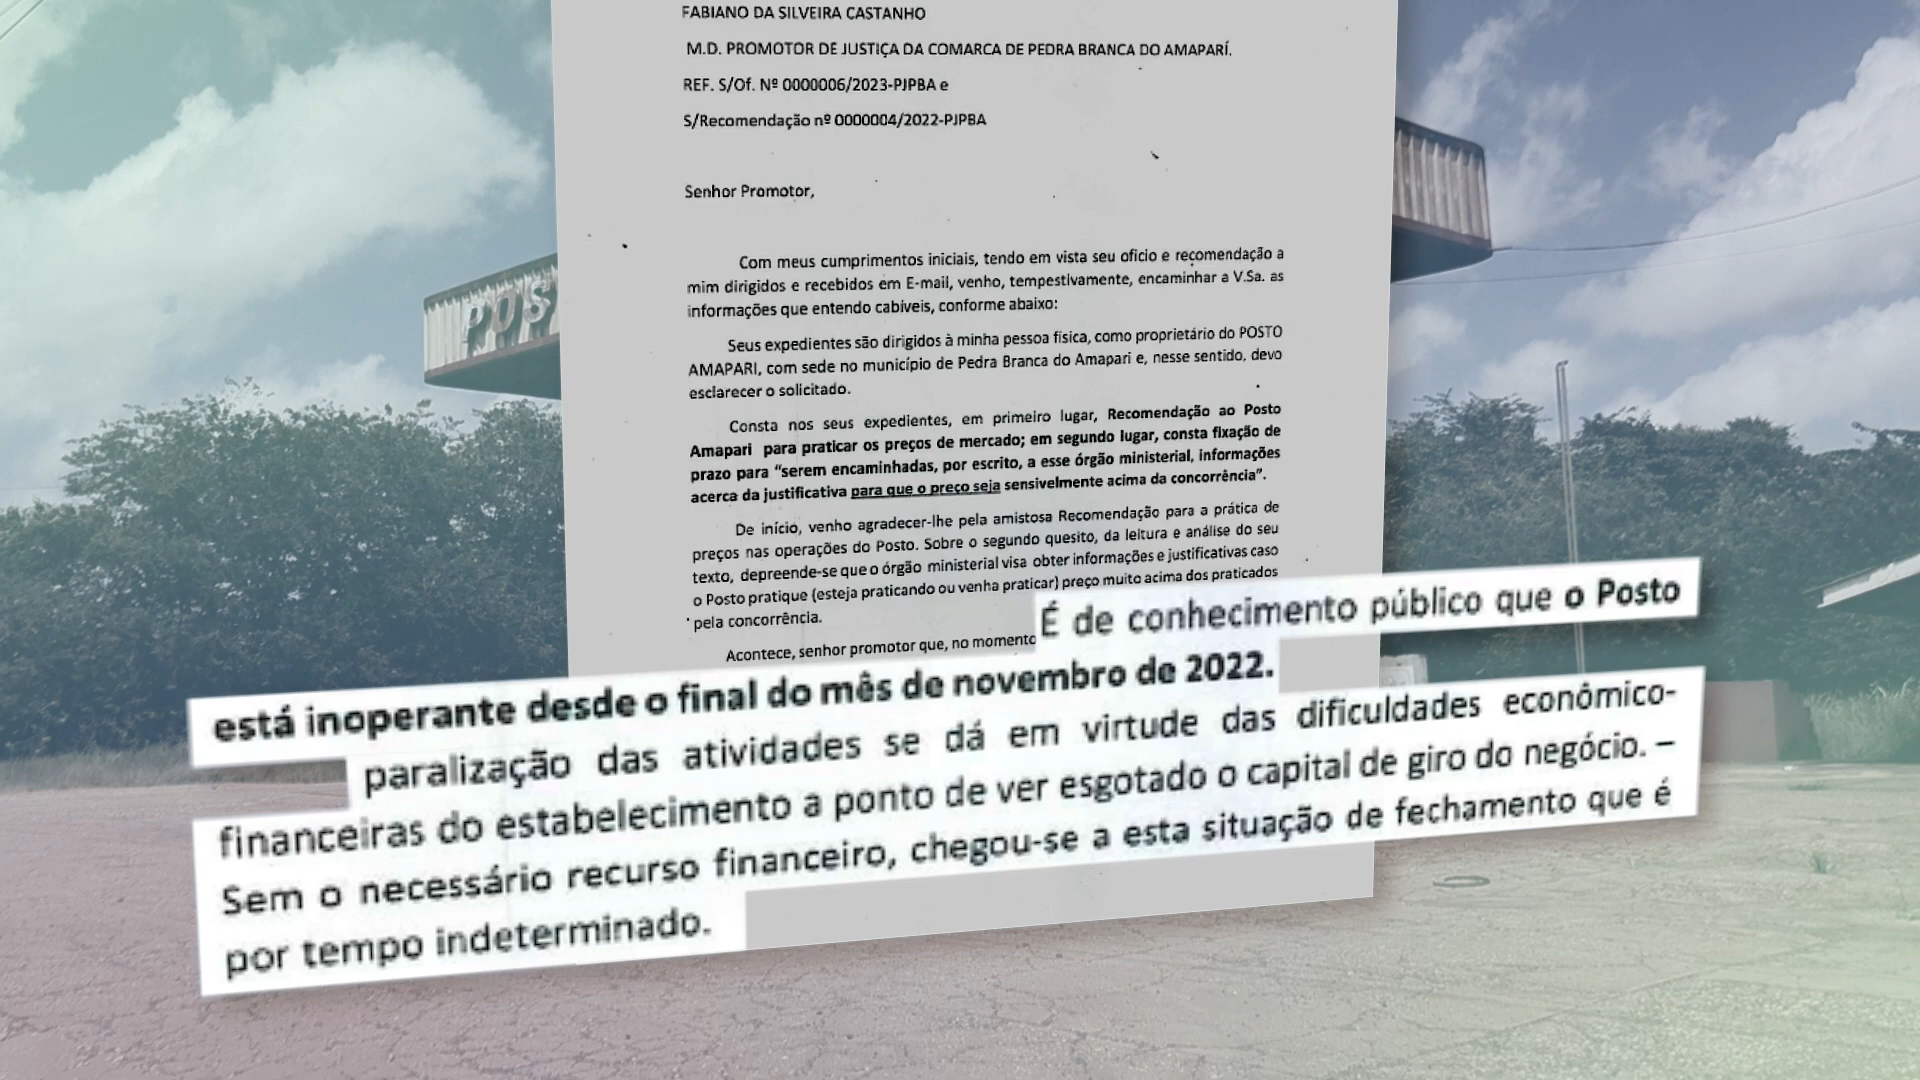 FABIANO DA SILVEIRA CASTANHO
M.D. PROMOTOR DE JUSTIÇA DA COMARCA DE PEDRA BRANCA DO AMAPARÍ.
REF. S/Of. Nº 0000006/2023-PJPBA e
S/Recomendação nº 0000004/2022-PJPBA
Senhor Promotor,
Com meus cumprimentos iniciais, tendo em vista seu oficio e reçomendação a
mim dirigidos e recebidos em E-mail, venho, tempestivamente, encaminhar a V.Sa. as
informações que entendo cabíveis, conforme abaixo:
Seus expedientes são dirigidos à minha pessoa física, como proprietário do POSTO
AMAPARI, com sede no município de Pedra Branca do Amapari e, nesse sentido, devo
esclarecer o solicitado.
Consta nos seus expedientes, em primeiro lugar, Recomendação ao Posto
Amapari para praticar os preços de mercado; em segundo lugar, consta fixação de
prazo para “serem encaminhadas, por escrito, a esse órgão ministerial, informações
acerca da justificativa para que o preço seja sensivelmente acima da concorrência”.
De início, venho agradecer-lhe pela amistosa Recomendação para a prática de
preços nas operações do Posto. Sobre o segundo quesito, da leitura e análise do seu
texto, depreende-se que o órgão ministerial visa obter informações e justificativas caso
o Posto pratique (esteja praticando ou venha praticar) preço muito acima dos praticados
pela concorrência.
Acontece, senhor promotor que, no momento
É de conhecimento público que o Posto
está inoperante desde o final do mês de novembro de 2022.
paralização das atividades se dá em virtude das dificuldades econômico-
financeiras do estabelecimento a ponto de ver esgotado o capital de giro do negócio. –
Sem o necessário recurso financeiro, chegou-se a esta situação de fechamento que é
por tempo indeterminado.
POS